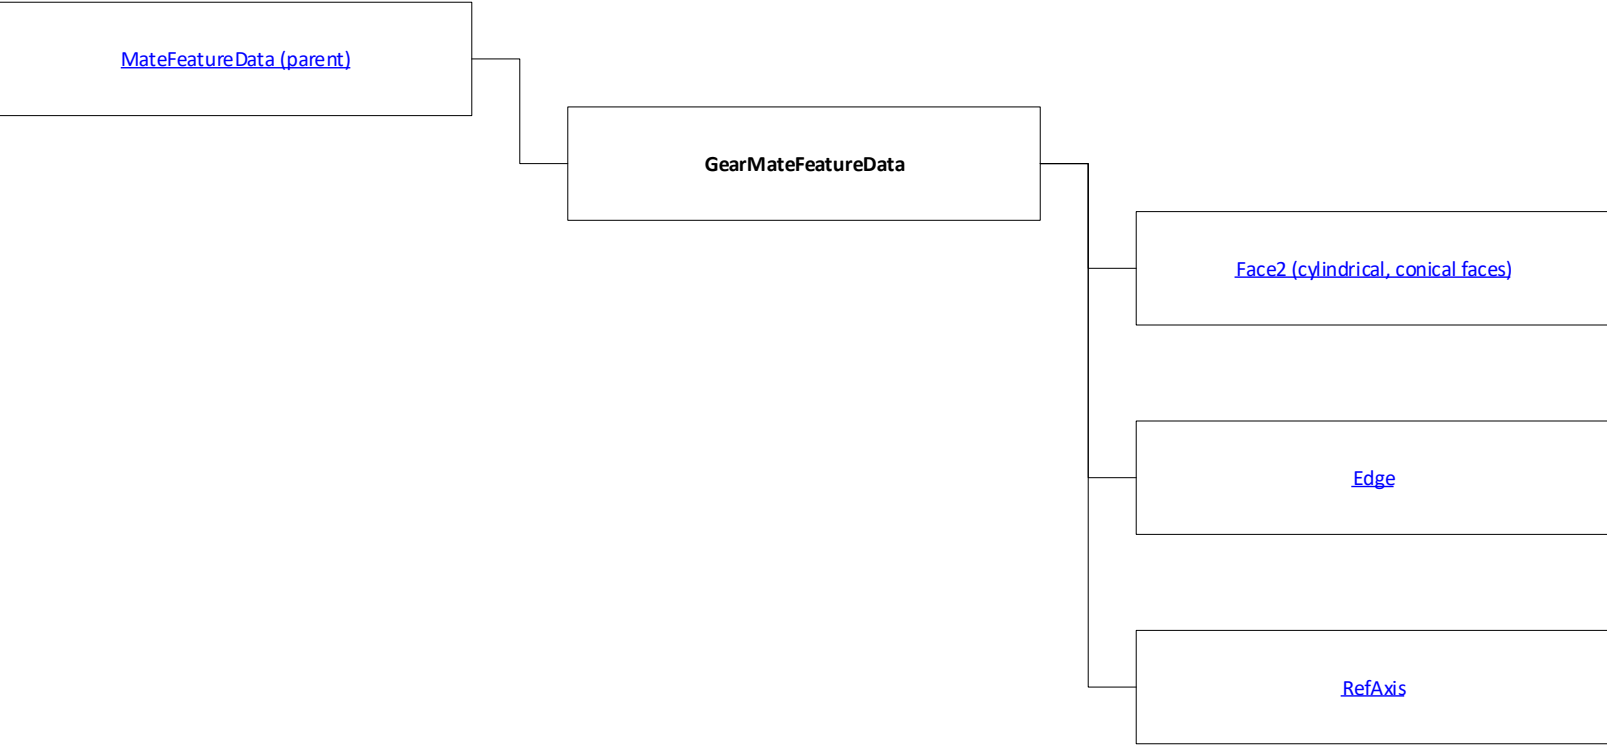 MateFeatureData (parent)
GearMateFeatureData
Face2 (cylindrical, conical faces)
Edge
RefAxis